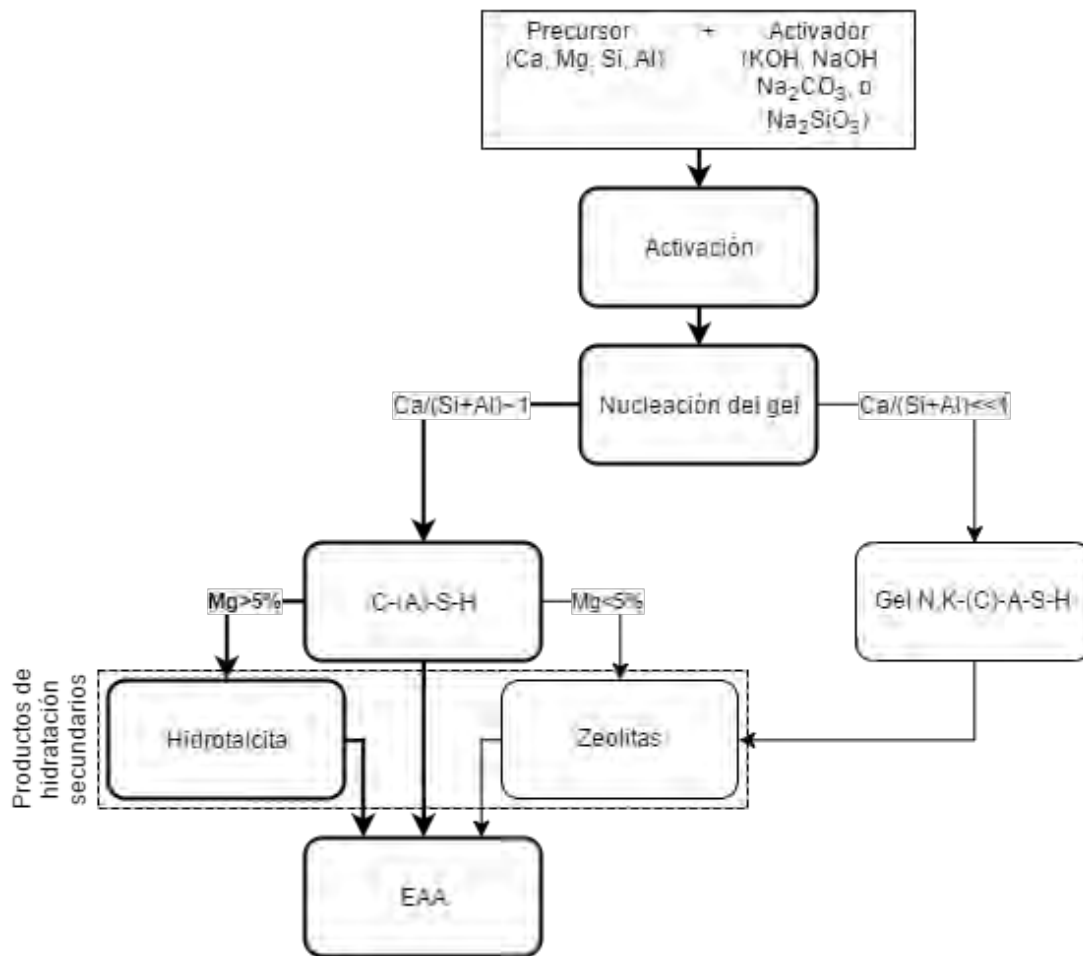 Precursor + Activador
(Ca, Mg, Si, Al) (KOH, NaOH
Na₂CO₃, o
Na₂SiO₃)
Activación
Nucleación del gel
Ca/(Si+Al)~1
Ca/(Si+Al)<<1
(C-(A)-S-H
Gel N,K-(C)-A-S-H
Mg>5%
Mg<5%
Productos de
hidratación
secundarios
Hidrotalcita
Zeolitas
EAA